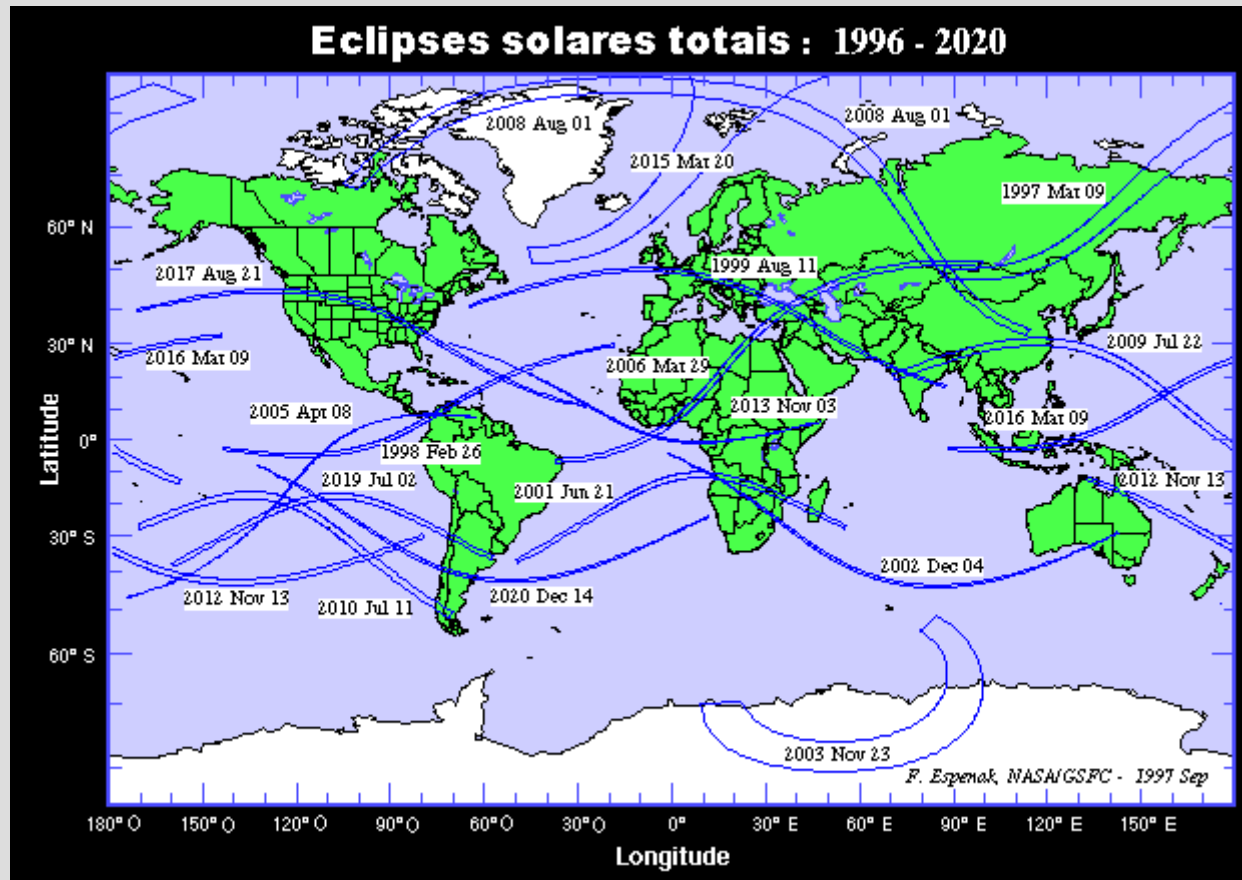 Eclipses solares totais : 1996 - 2020
2008 Aug 01
2008 Aug 01
2015 Mar 20
1997 Mar 09
60° N
2017 Aug 21
1999 Aug 11
30° N
2009 Jul 22
2016 Mar 09
2006 Mar 29
2005 Apr 08
2013 Nov 03
2016 Mar 09
0°
Latitude
1998 Feb 26
2019 Jul 02
2001 Jun 21
2012 Nov 13
30° S
2002 Dec 04
2012 Nov 13
2010 Jul 11
2020 Dec 14
60° S
2003 Nov 23
F. Espenak, NASA/GSFC - 1997 Sep
180° O 150° O 120° O 90° O 60° O 30° O 0° 30° E 60° E 90° E 120° E 150° E
Longitude